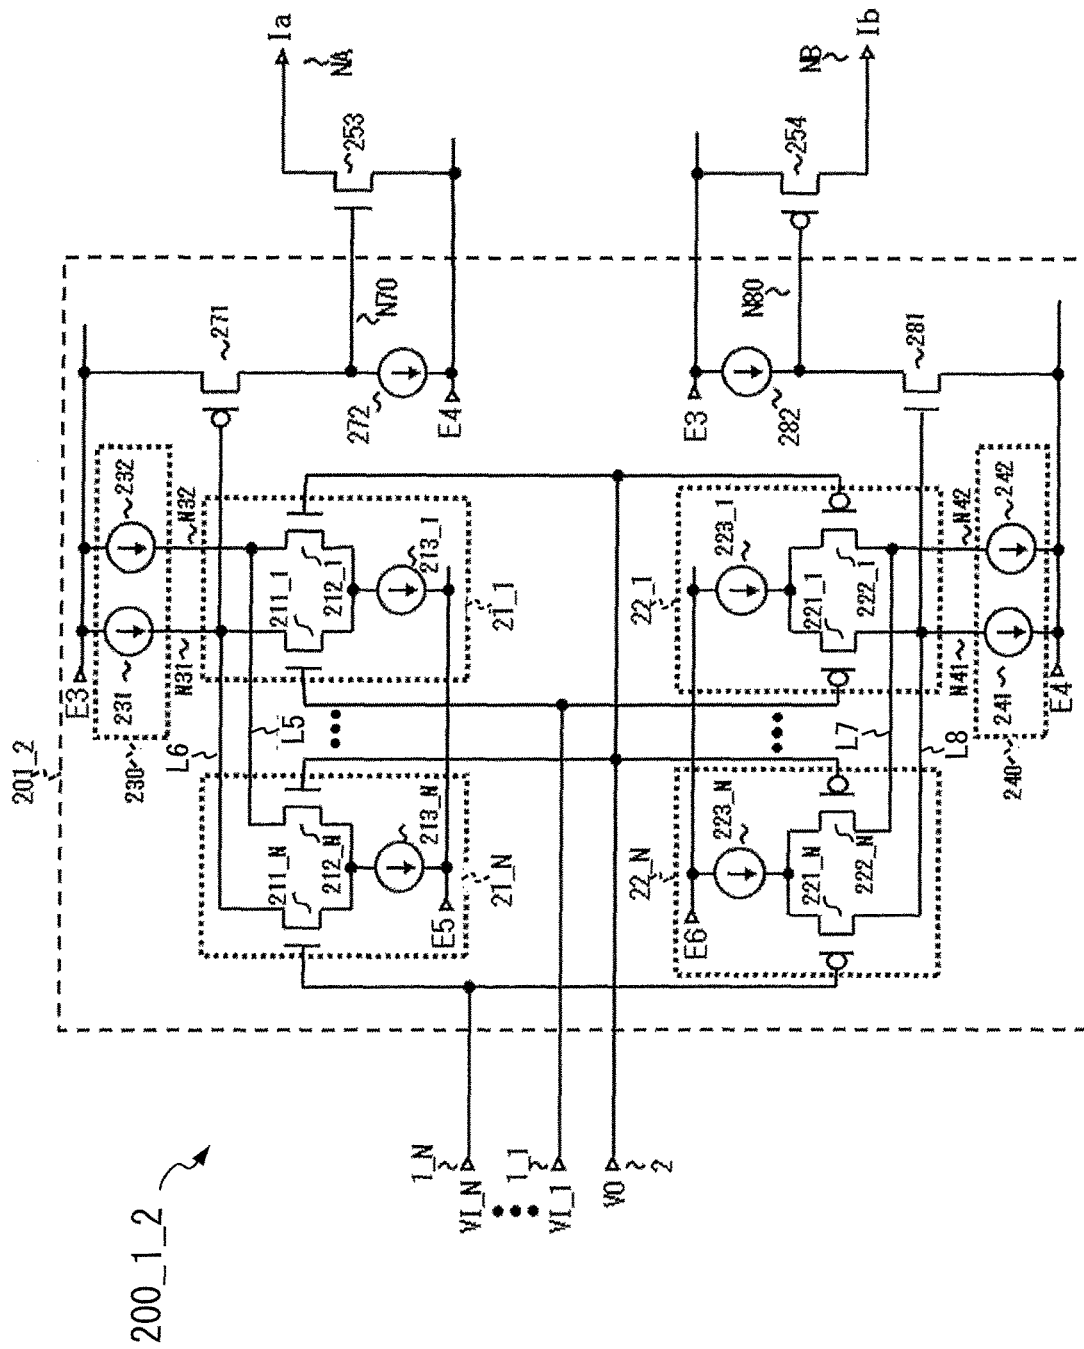 200_1_2
201_2
Ia
NA
253
Ib
NB
254
271
N70
272
E4
E3
N80
282
281
232
N32
231
N31
230
E3
L6
L5
211_1
212_1
213_1
21_1
211_N
212_N
213_N
21_N
E5
223_1
22_1
221_1
222_1
N42
242
N41
241
240
E4
L7
L8
223_N
22_N
221_N
222_N
E6
1_N
VI_N
1_1
VI_1
VO
2